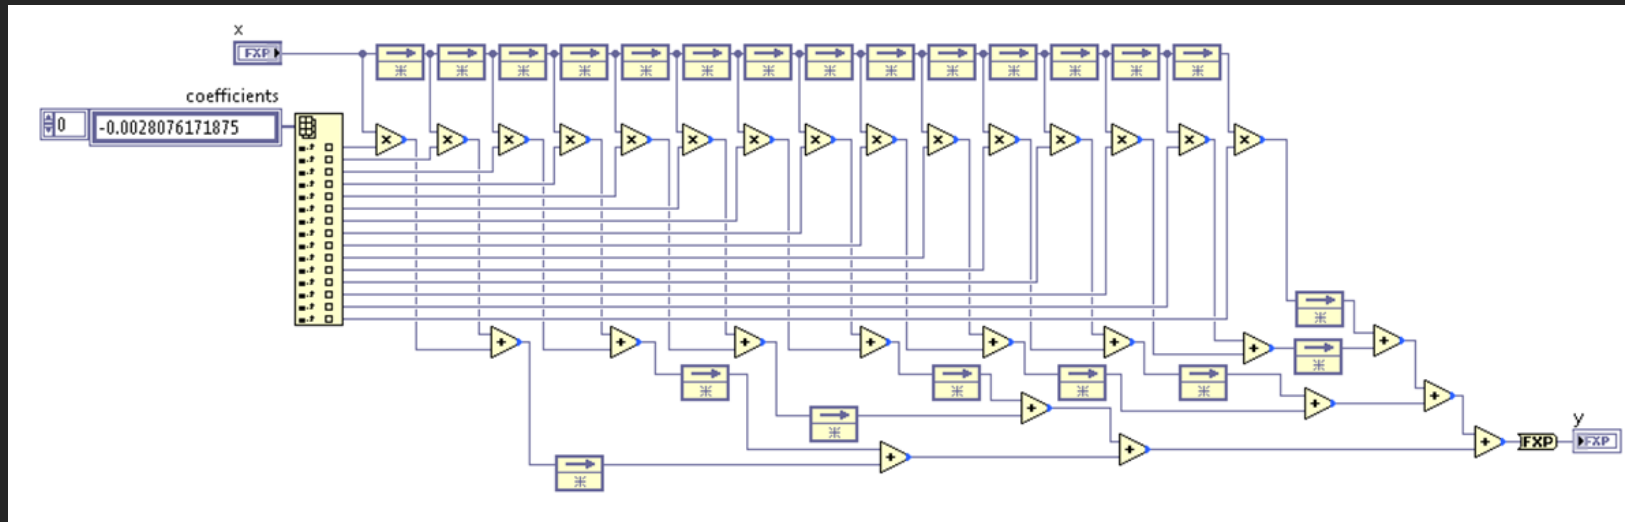 x
FXP
coefficients
0
-0.0028076171875
× × × × × × × × × × × × × × ×
+ + + + + + +
+
+
+
+
+
+
+
y
FXP
FXP